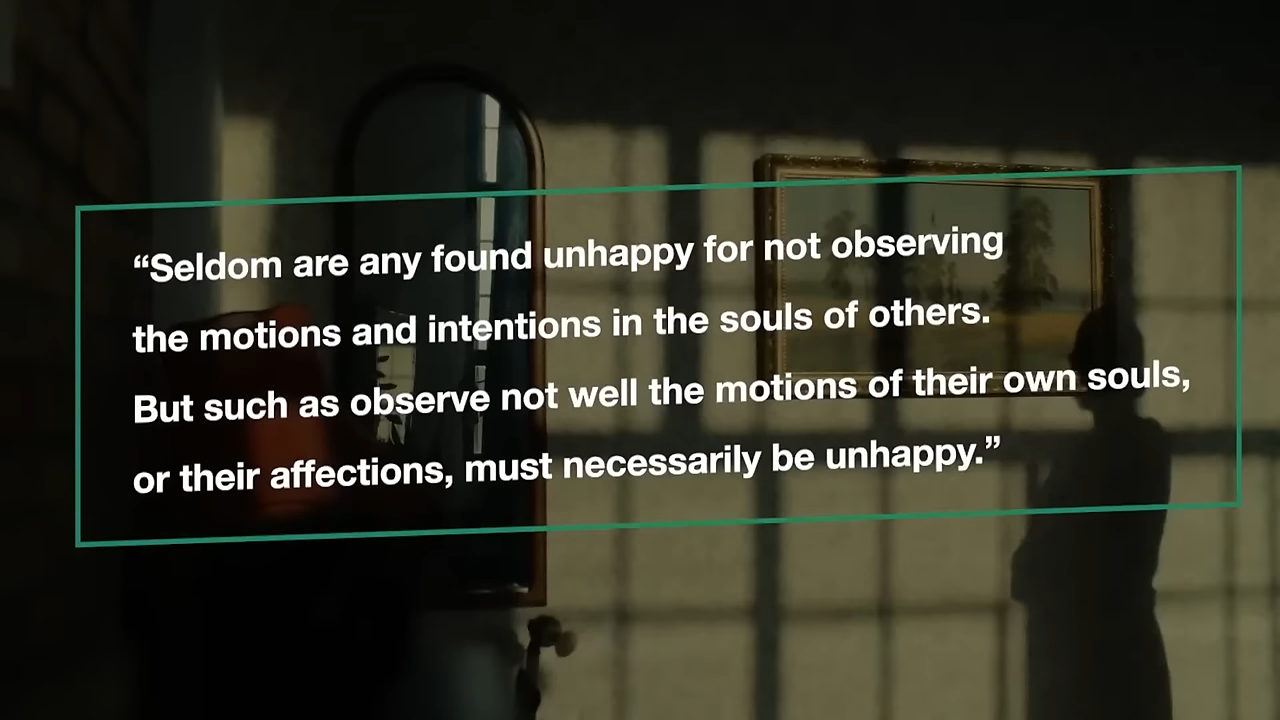 “Seldom are any found unhappy for not observing
the motions and intentions in the souls of others.
But such as observe not well the motions of their own souls,
or their affections, must necessarily be unhappy.”